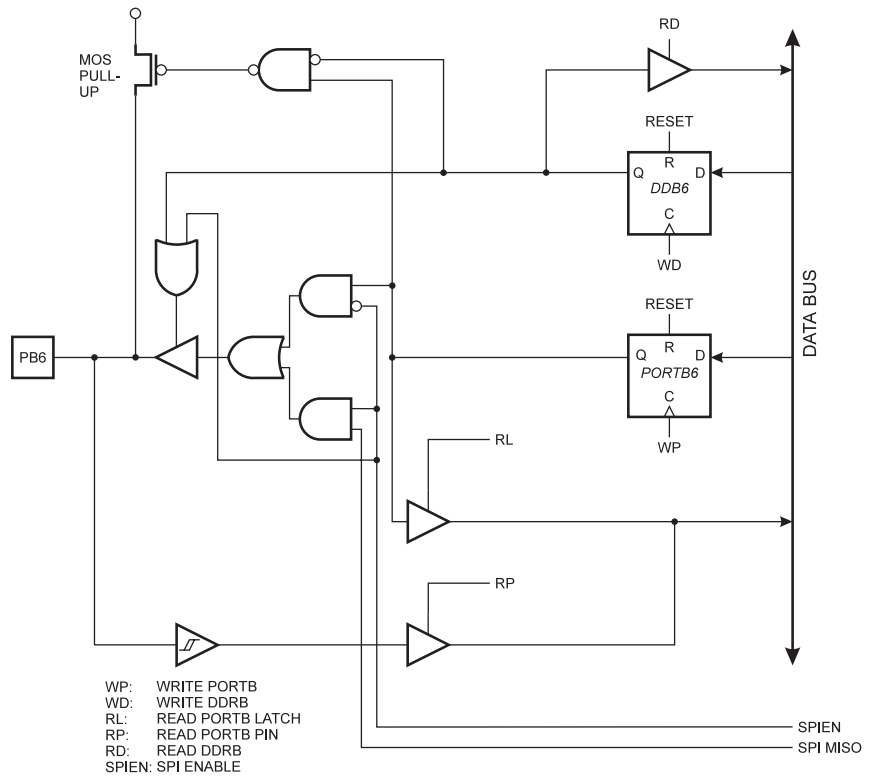 RD
MOS
PULL-
UP
RESET
R
Q
D
DDB6
C
WD
RESET
DATA BUS
R
PB6
Q
D
PORTB6
C
RL
WP
RP
WP: WRITE PORTB
WD: WRITE DDRB
RL: READ PORTB LATCH
RP: READ PORTB PIN
RD: READ DDRB
SPIEN: SPI ENABLE
SPIEN
SPI MISO